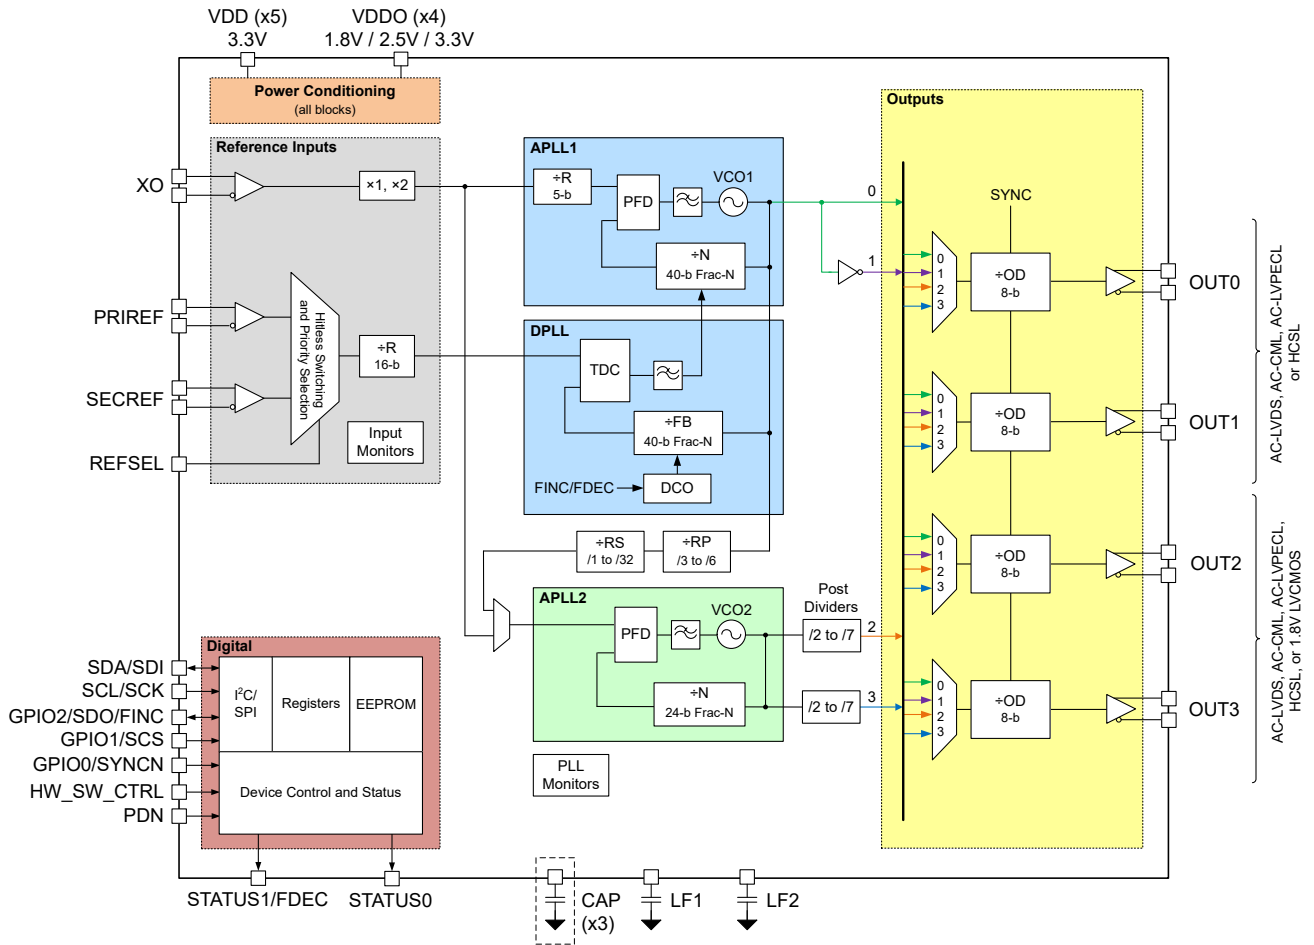 VDD (x5)
3.3V
VDDO (x4)
1.8V / 2.5V / 3.3V
Power Conditioning
(all blocks)
Reference Inputs
XO
×1, ×2
PRIREF
SECREF
REFSEL
Hitless Switching
and Priority Selection
÷R
16-b
Input
Monitors
APLL1
÷R
5-b
PFD
VCO1
÷N
40-b Frac-N
DPLL
TDC
÷FB
40-b Frac-N
FINC/FDEC
DCO
÷RS
/1 to /32
÷RP
/3 to /6
APLL2
PFD
VCO2
÷N
24-b Frac-N
PLL
Monitors
Post
Dividers
/2 to /7
/2 to /7
0
1
2
3
Outputs
SYNC
0
1
2
3
÷OD
8-b
OUT0
0
1
2
3
÷OD
8-b
OUT1
0
1
2
3
÷OD
8-b
OUT2
0
1
2
3
÷OD
8-b
OUT3
AC-LVDS, AC-CML, AC-LVPECL
or HCSL
AC-LVDS, AC-CML, AC-LVPECL,
HCSL, or 1.8V LVCMOS
Digital
SDA/SDI
SCL/SCK
GPIO2/SDO/FINC
GPIO1/SCS
GPIO0/SYNCN
HW_SW_CTRL
PDN
I²C/
SPI
Registers
EEPROM
Device Control and Status
STATUS1/FDEC
STATUS0
CAP
(x3)
LF1
LF2